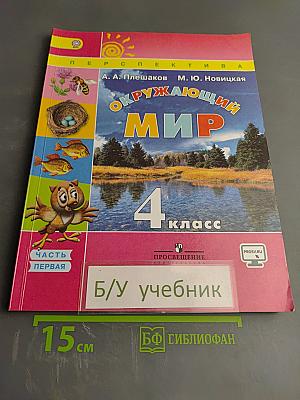 ПЕРСПЕКТИВА
А. А. Плешаков М. Ю. Новицкая
ОКРУЖАЮЩИЙ
МИР
4 класс
ЧАСТЬ
ПЕРВАЯ
ПРОСВЕЩЕНИЕ
Б/У учебник
15 см
БФ БИБЛИОФАН